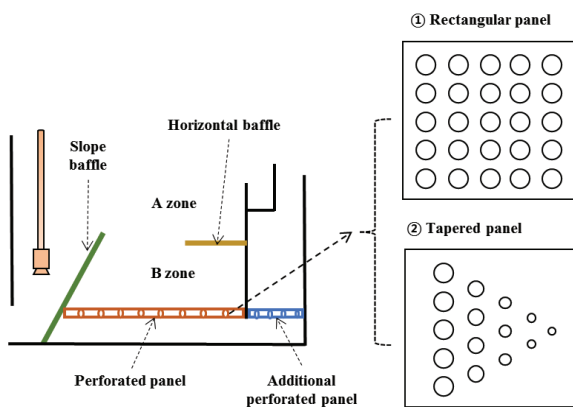 ① Rectangular panel
Horizontal baffle
Slope
baffle
A zone
B zone
② Tapered panel
Perforated panel
Additional
perforated panel